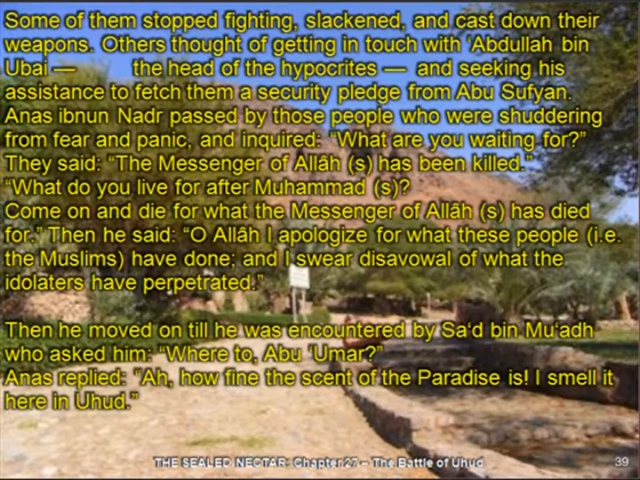 Some of them stopped fighting, slackened, and cast down their
weapons. Others thought of getting in touch with ‘Abdullah bin
Ubai — the head of the hypocrites — and seeking his
assistance to fetch them a security pledge from Abu Sufyan.
Anas ibnun Nadr passed by those people who were shuddering
from fear and panic, and inquired: “What are you waiting for?”
They said: “The Messenger of Allâh (s) has been killed.”
“What do you live for after Muhammad (s)?
Come on and die for what the Messenger of Allâh (s) has died
for.” Then he said: “O Allâh I apologize for what these people (i.e.
the Muslims) have done; and I swear disavowal of what the
idolaters have perpetrated.”
Then he moved on till he was encountered by Sa‘d bin Mu‘adh
who asked him: “Where to, Abu ‘Umar?”
Anas replied: “Ah, how fine the scent of the Paradise is! I smell it
here in Uhud.”
THE SEALED NECTAR: Chapter27 – The Battle of Uhud 39